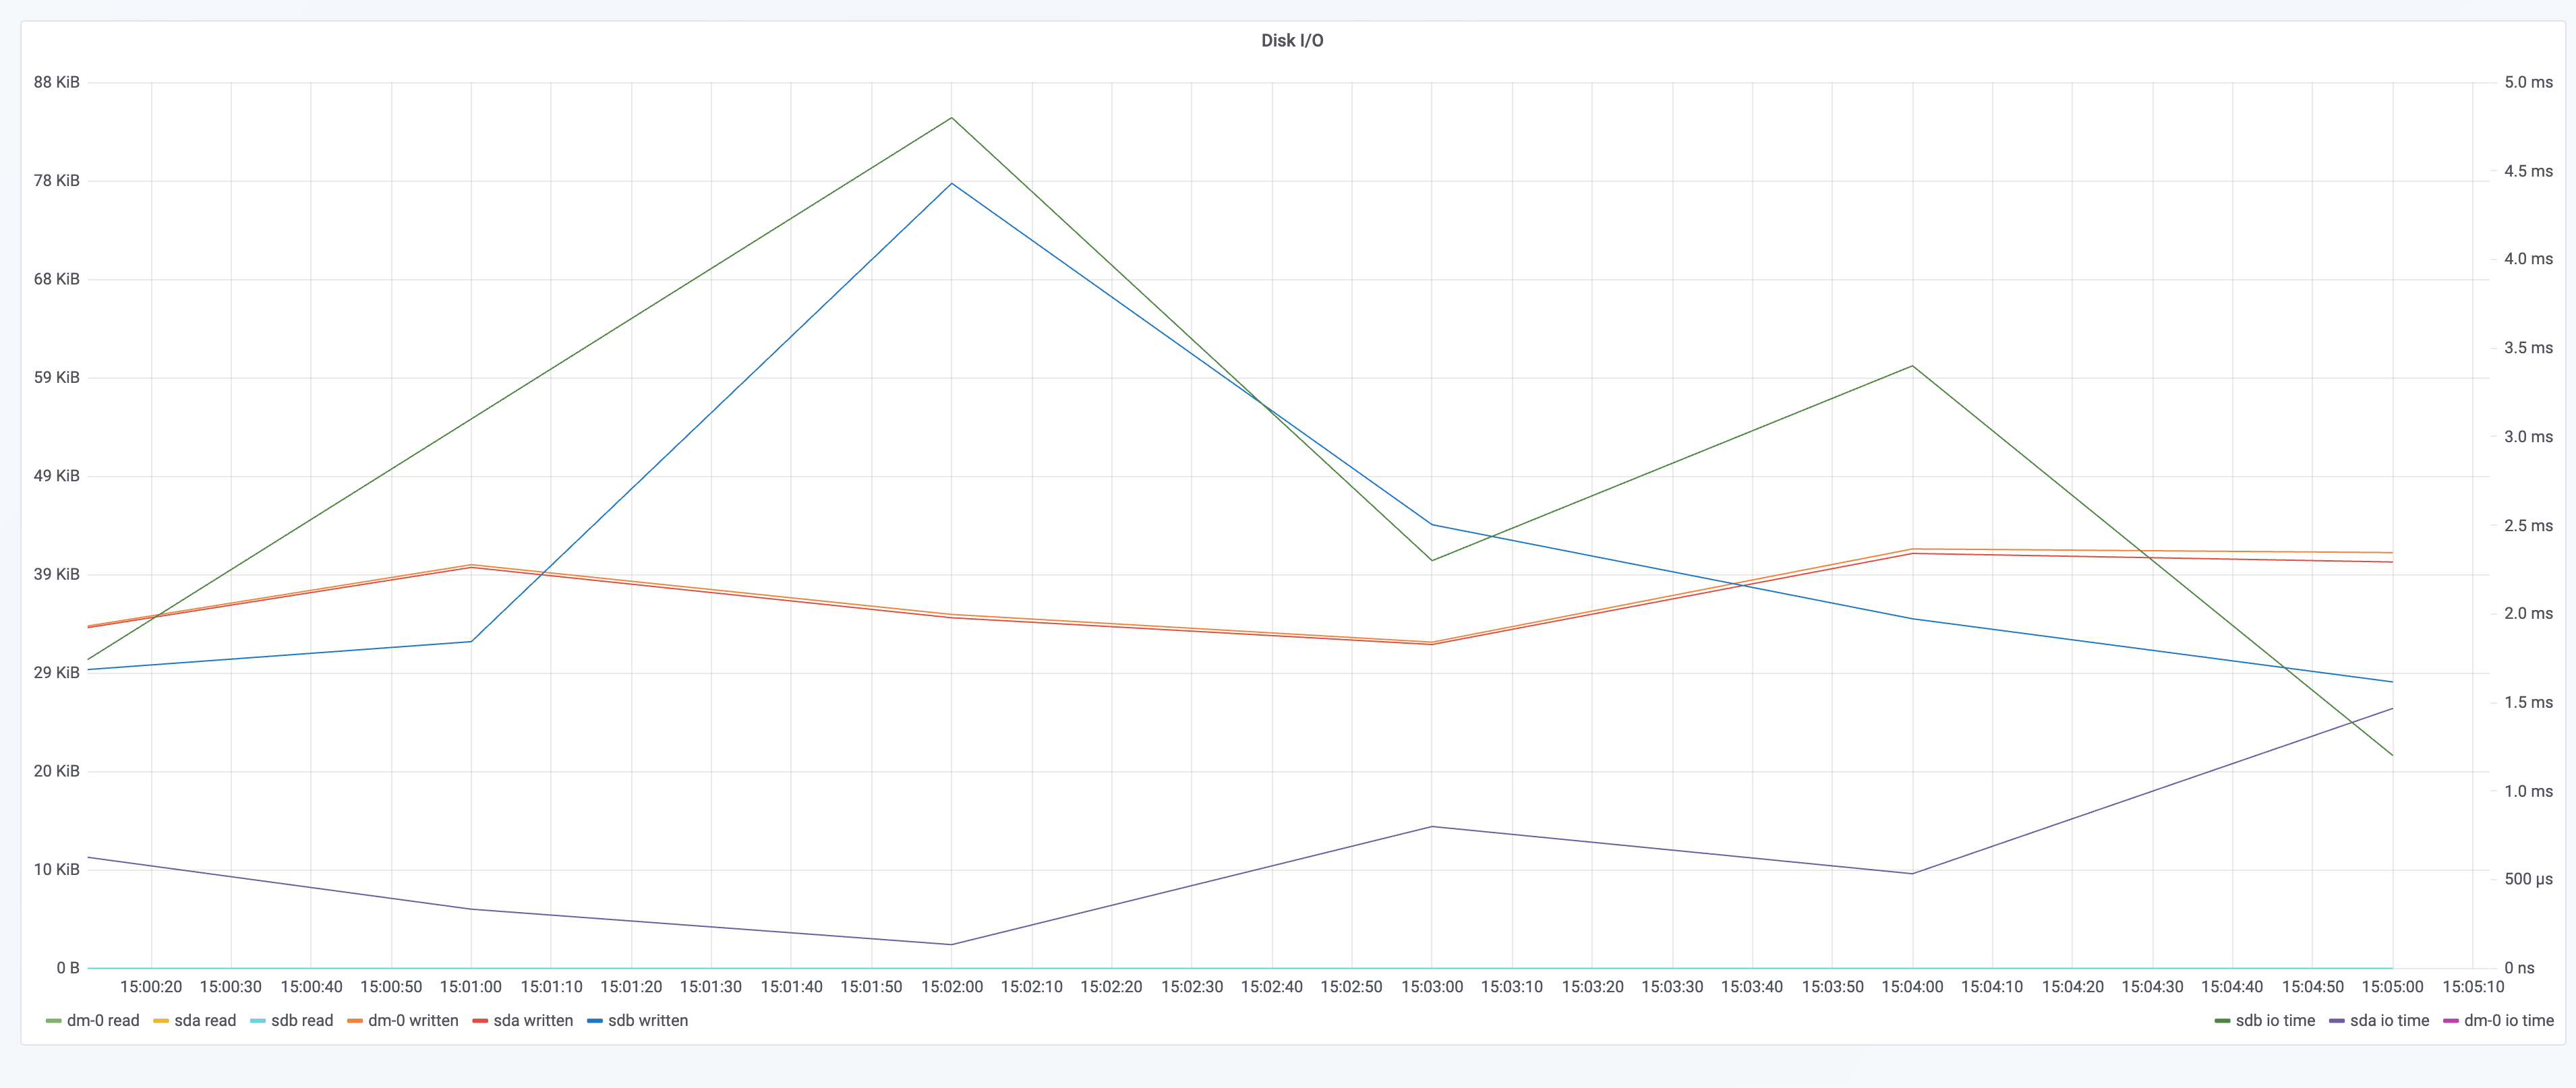 Disk I/O
88 KiB
78 KiB
68 KiB
59 KiB
49 KiB
39 KiB
29 KiB
20 KiB
10 KiB
0 B
5.0 ms
4.5 ms
4.0 ms
3.5 ms
3.0 ms
2.5 ms
2.0 ms
1.5 ms
1.0 ms
500 µs
0 ns
15:00:20 15:00:30 15:00:40 15:00:50 15:01:00 15:01:10 15:01:20 15:01:30 15:01:40 15:01:50 15:02:00 15:02:10 15:02:20 15:02:30 15:02:40 15:02:50 15:03:00 15:03:10 15:03:20 15:03:30 15:03:40 15:03:50 15:04:00 15:04:10 15:04:20 15:04:30 15:04:40 15:04:50 15:05:00 15:05:10
dm-0 read sda read sdb read dm-0 written sda written sdb written sdb io time sda io time dm-0 io time